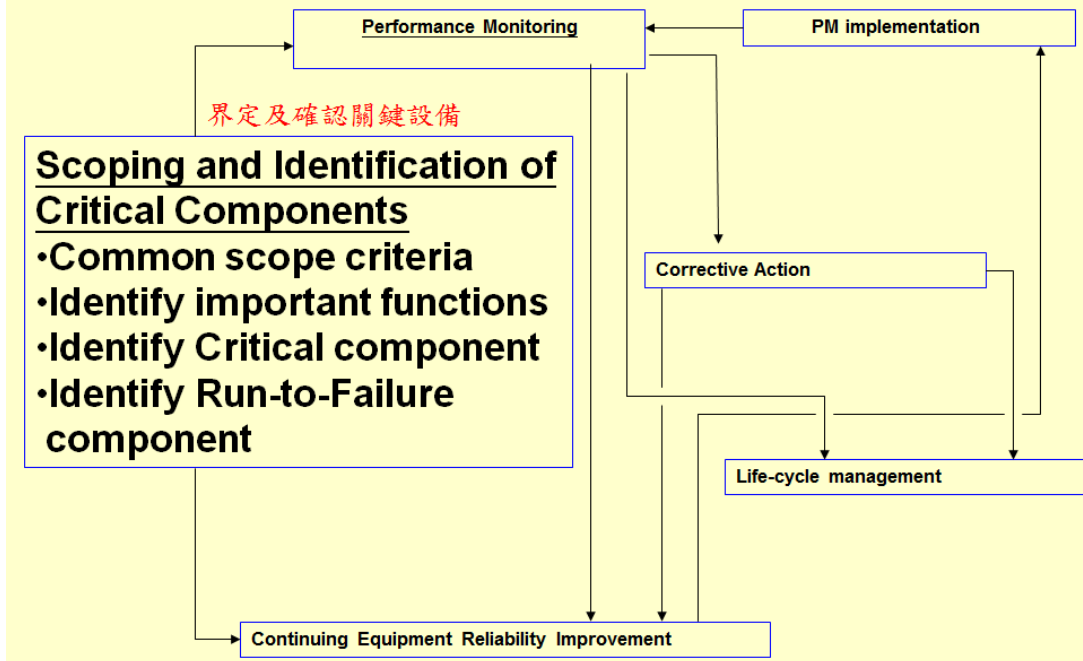 Performance Monitoring
PM implementation
界定及確認關鍵設備
Scoping and Identification of
Critical Components
•Common scope criteria
•Identify important functions
•Identify Critical component
•Identify Run-to-Failure
component
Corrective Action
Life-cycle management
Continuing Equipment Reliability Improvement